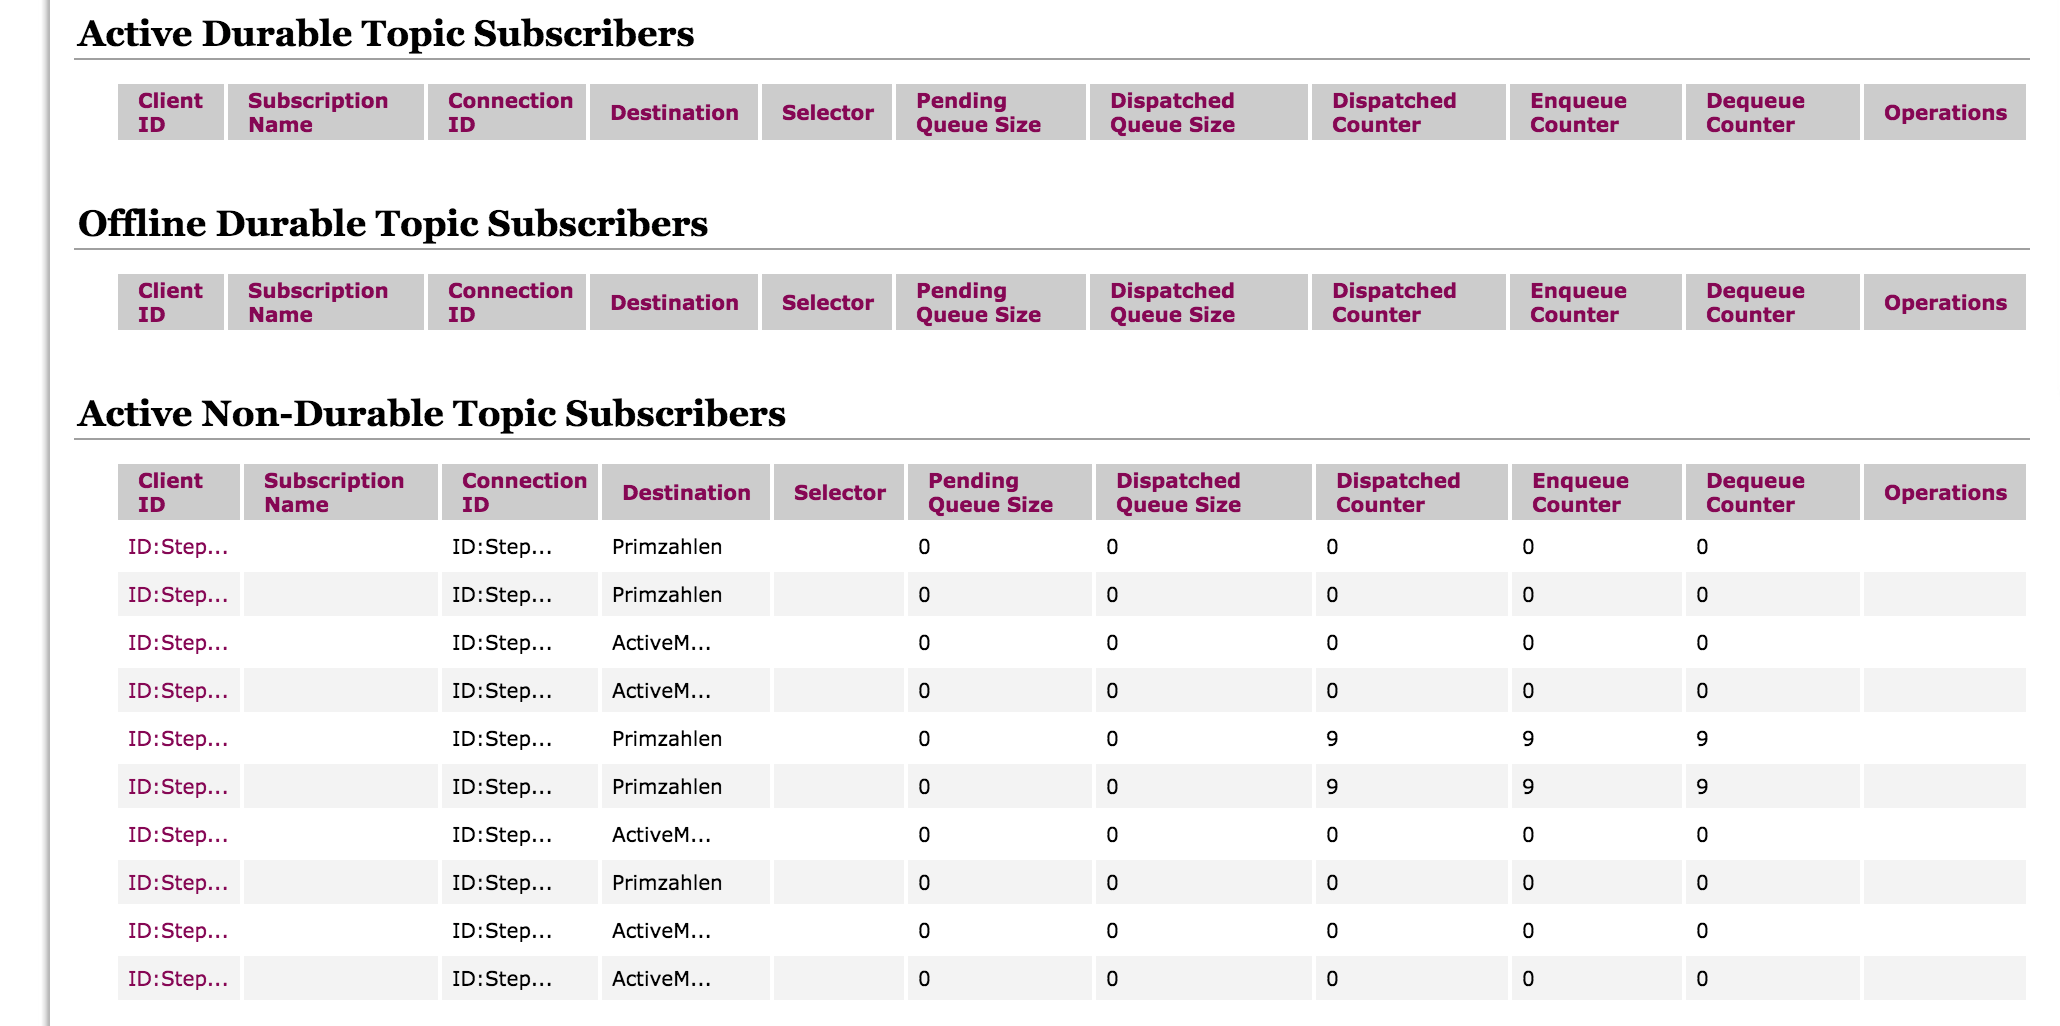 Active Durable Topic Subscribers
Client ID Subscription Name Connection ID Destination Selector Pending Queue Size Dispatched Queue Size Dispatched Counter Enqueue Counter Dequeue Counter Operations
Offline Durable Topic Subscribers
Client ID Subscription Name Connection ID Destination Selector Pending Queue Size Dispatched Queue Size Dispatched Counter Enqueue Counter Dequeue Counter Operations
Active Non-Durable Topic Subscribers
Client ID Subscription Name Connection ID Destination Selector Pending Queue Size Dispatched Queue Size Dispatched Counter Enqueue Counter Dequeue Counter Operations
ID:Step... ID:Step... Primzahlen 0 0 0 0 0
ID:Step... ID:Step... Primzahlen 0 0 0 0 0
ID:Step... ID:Step... ActiveM... 0 0 0 0 0
ID:Step... ID:Step... ActiveM... 0 0 0 0 0
ID:Step... ID:Step... Primzahlen 0 0 9 9 9
ID:Step... ID:Step... Primzahlen 0 0 9 9 9
ID:Step... ID:Step... ActiveM... 0 0 0 0 0
ID:Step... ID:Step... Primzahlen 0 0 0 0 0
ID:Step... ID:Step... ActiveM... 0 0 0 0 0
ID:Step... ID:Step... ActiveM... 0 0 0 0 0